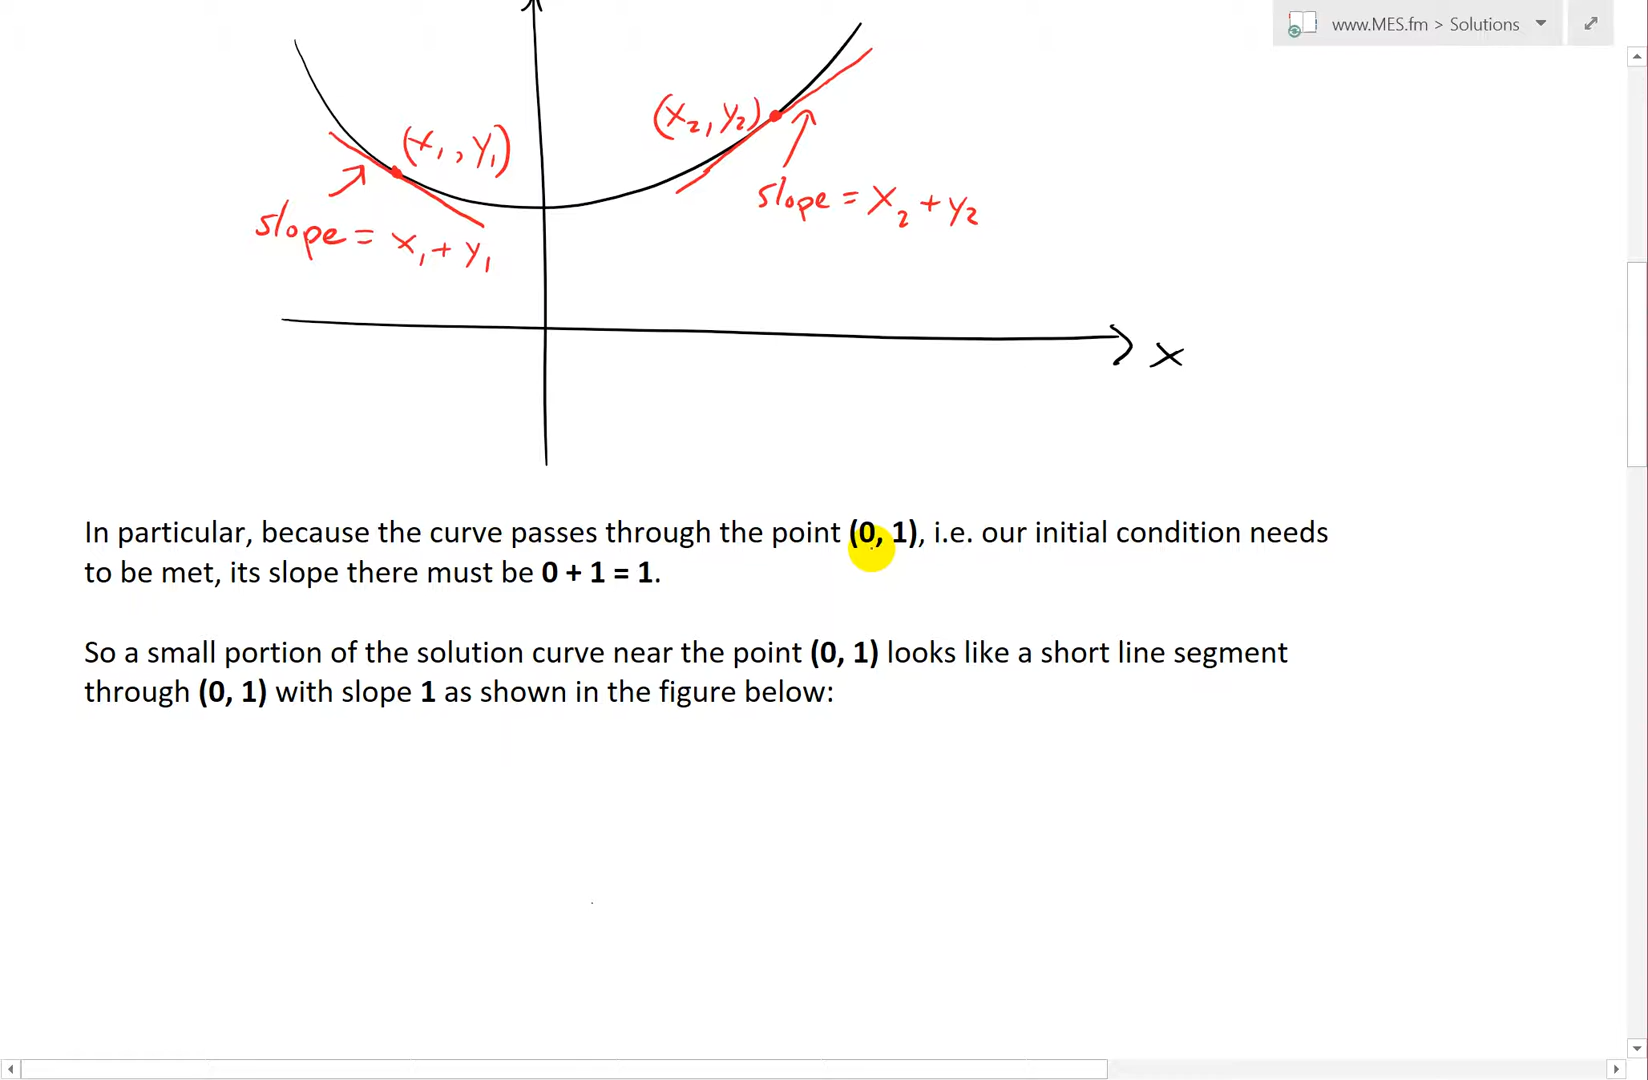 www.MES.fm > Solutions
(x₁, y₁)
(x₂, y₂)
slope = x₁ + y₁
slope = x₂ + y₂
x
In particular, because the curve passes through the point (0, 1), i.e. our initial condition needs
to be met, its slope there must be 0 + 1 = 1.
So a small portion of the solution curve near the point (0, 1) looks like a short line segment
through (0, 1) with slope 1 as shown in the figure below: